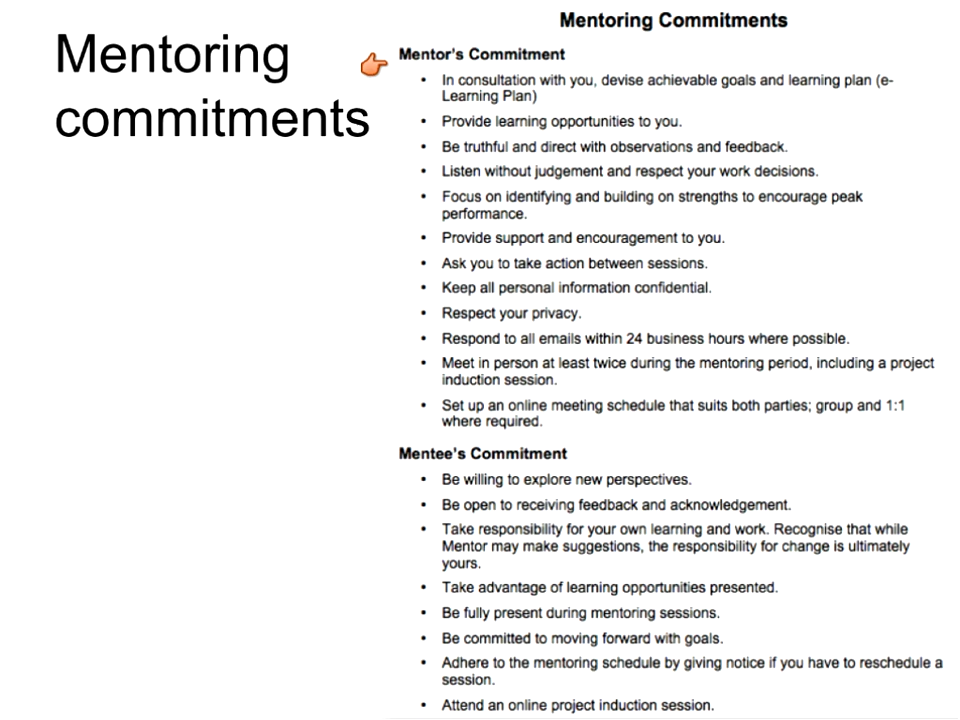 Mentoring
commitments
Mentoring Commitments
Mentor's Commitment
• In consultation with you, devise achievable goals and learning plan (e-
Learning Plan)
• Provide learning opportunities to you.
• Be truthful and direct with observations and feedback.
• Listen without judgement and respect your work decisions.
• Focus on identifying and building on strengths to encourage peak
performance.
• Provide support and encouragement to you.
• Ask you to take action between sessions.
• Keep all personal information confidential.
• Respect your privacy.
• Respond to all emails within 24 business hours where possible.
• Meet in person at least twice during the mentoring period, including a project
induction session.
• Set up an online meeting schedule that suits both parties; group and 1:1
where required.
Mentee's Commitment
• Be willing to explore new perspectives.
• Be open to receiving feedback and acknowledgement.
• Take responsibility for your own learning and work. Recognise that while
Mentor may make suggestions, the responsibility for change is ultimately
yours.
• Take advantage of learning opportunities presented.
• Be fully present during mentoring sessions.
• Be committed to moving forward with goals.
• Adhere to the mentoring schedule by giving notice if you have to reschedule a
session.
• Attend an online project induction session.